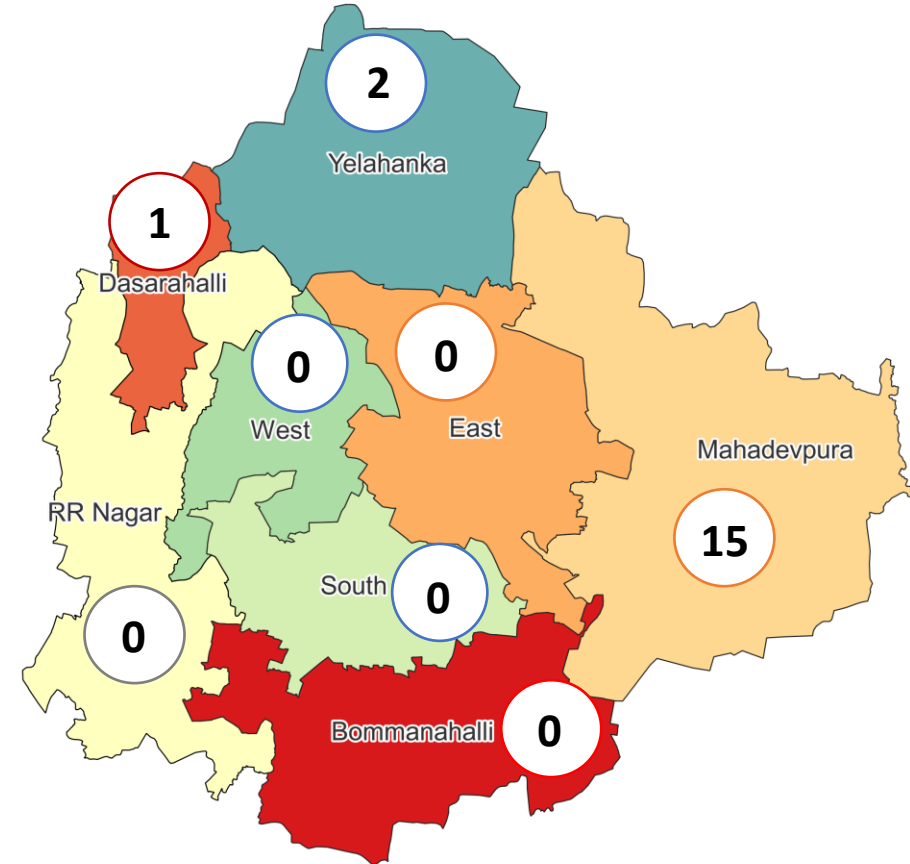 2
Yelahanka
1
Dasarahalli
0
0
West
East
Mahadevpura
RR Nagar
15
South
0
0
Bommanahalli
0